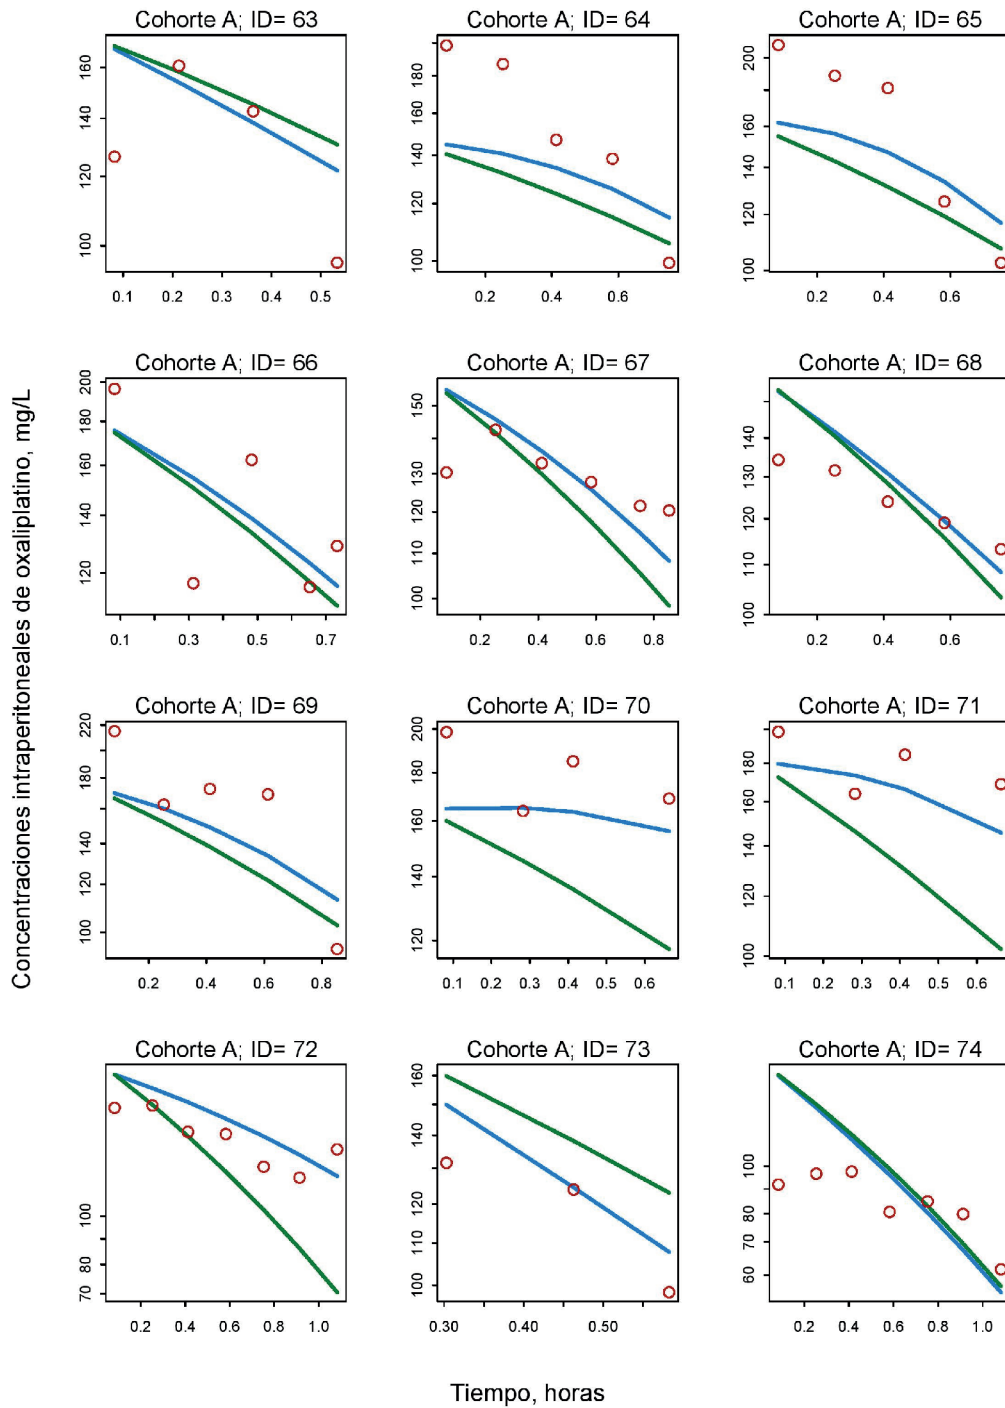 Cohorte A; ID= 63
Cohorte A; ID= 64
Cohorte A; ID= 65
160
140
120
100
180
140
120
100
200
160
140
120
100
0.1 0.2 0.3 0.4 0.5
0.2 0.4 0.6
0.2 0.4 0.6
Cohorte A; ID= 66
Cohorte A; ID= 67
Cohorte A; ID= 68
200
180
160
140
120
150
130
120
110
100
140
120
110
100
0.1 0.3 0.5 0.7
0.2 0.4 0.6 0.8
0.2 0.4 0.6
Cohorte A; ID= 69
Cohorte A; ID= 70
Cohorte A; ID= 71
220
180
140
120
100
200
180
160
140
120
180
160
140
120
100
0.2 0.4 0.6 0.8
0.1 0.2 0.3 0.4 0.5 0.6
0.1 0.2 0.3 0.4 0.5 0.6
Cohorte A; ID= 72
Cohorte A; ID= 73
Cohorte A; ID= 74
100
80
70
160
140
120
110
100
100
80
70
60
0.2 0.4 0.6 0.8 1.0
0.30 0.40 0.50
0.2 0.4 0.6 0.8 1.0
Concentraciones intraperitoneales de oxaliplatino, mg/L
Tiempo, horas